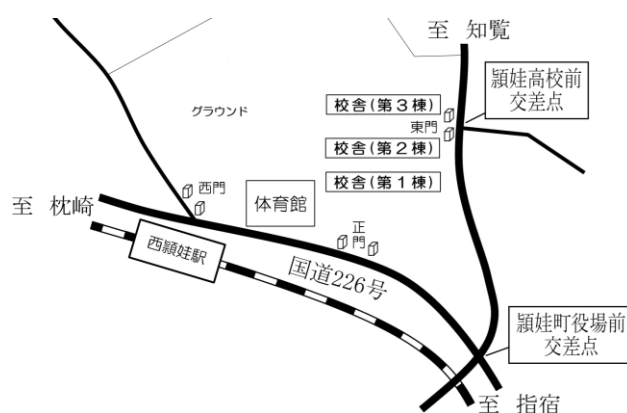 至 知覧
頴娃高校前
交差点
グラウンド
校舎(第3棟)
東門
校舎(第2棟)
校舎(第1棟)
西門
体育館
至 枕崎
正門
西頴娃駅
国道226号
頴娃町役場前
交差点
至 指宿